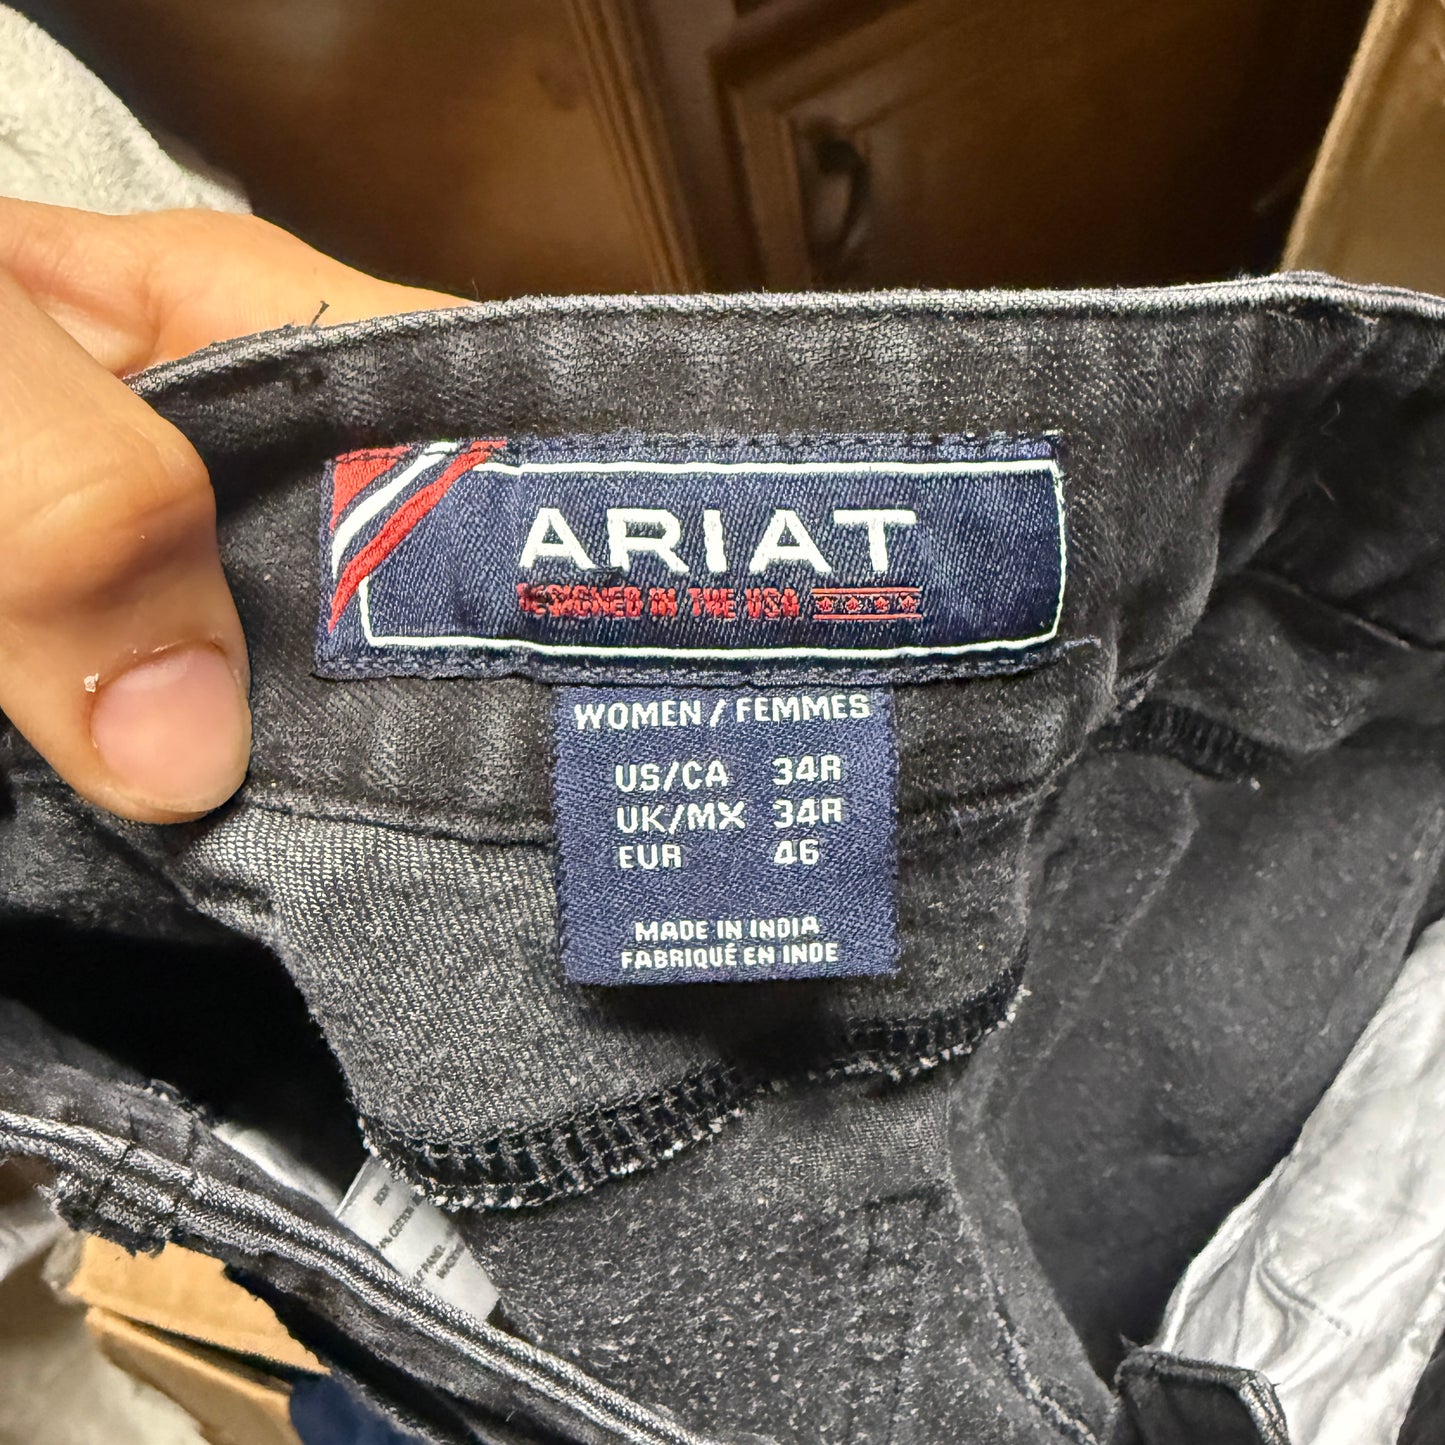 ARIAT
DESIGNED IN THE USA
WOMEN / FEMMES
US/CA 34R
UK/MX 34R
EUR 46
MADE IN INDIA
FABRIQUÉ EN INDE